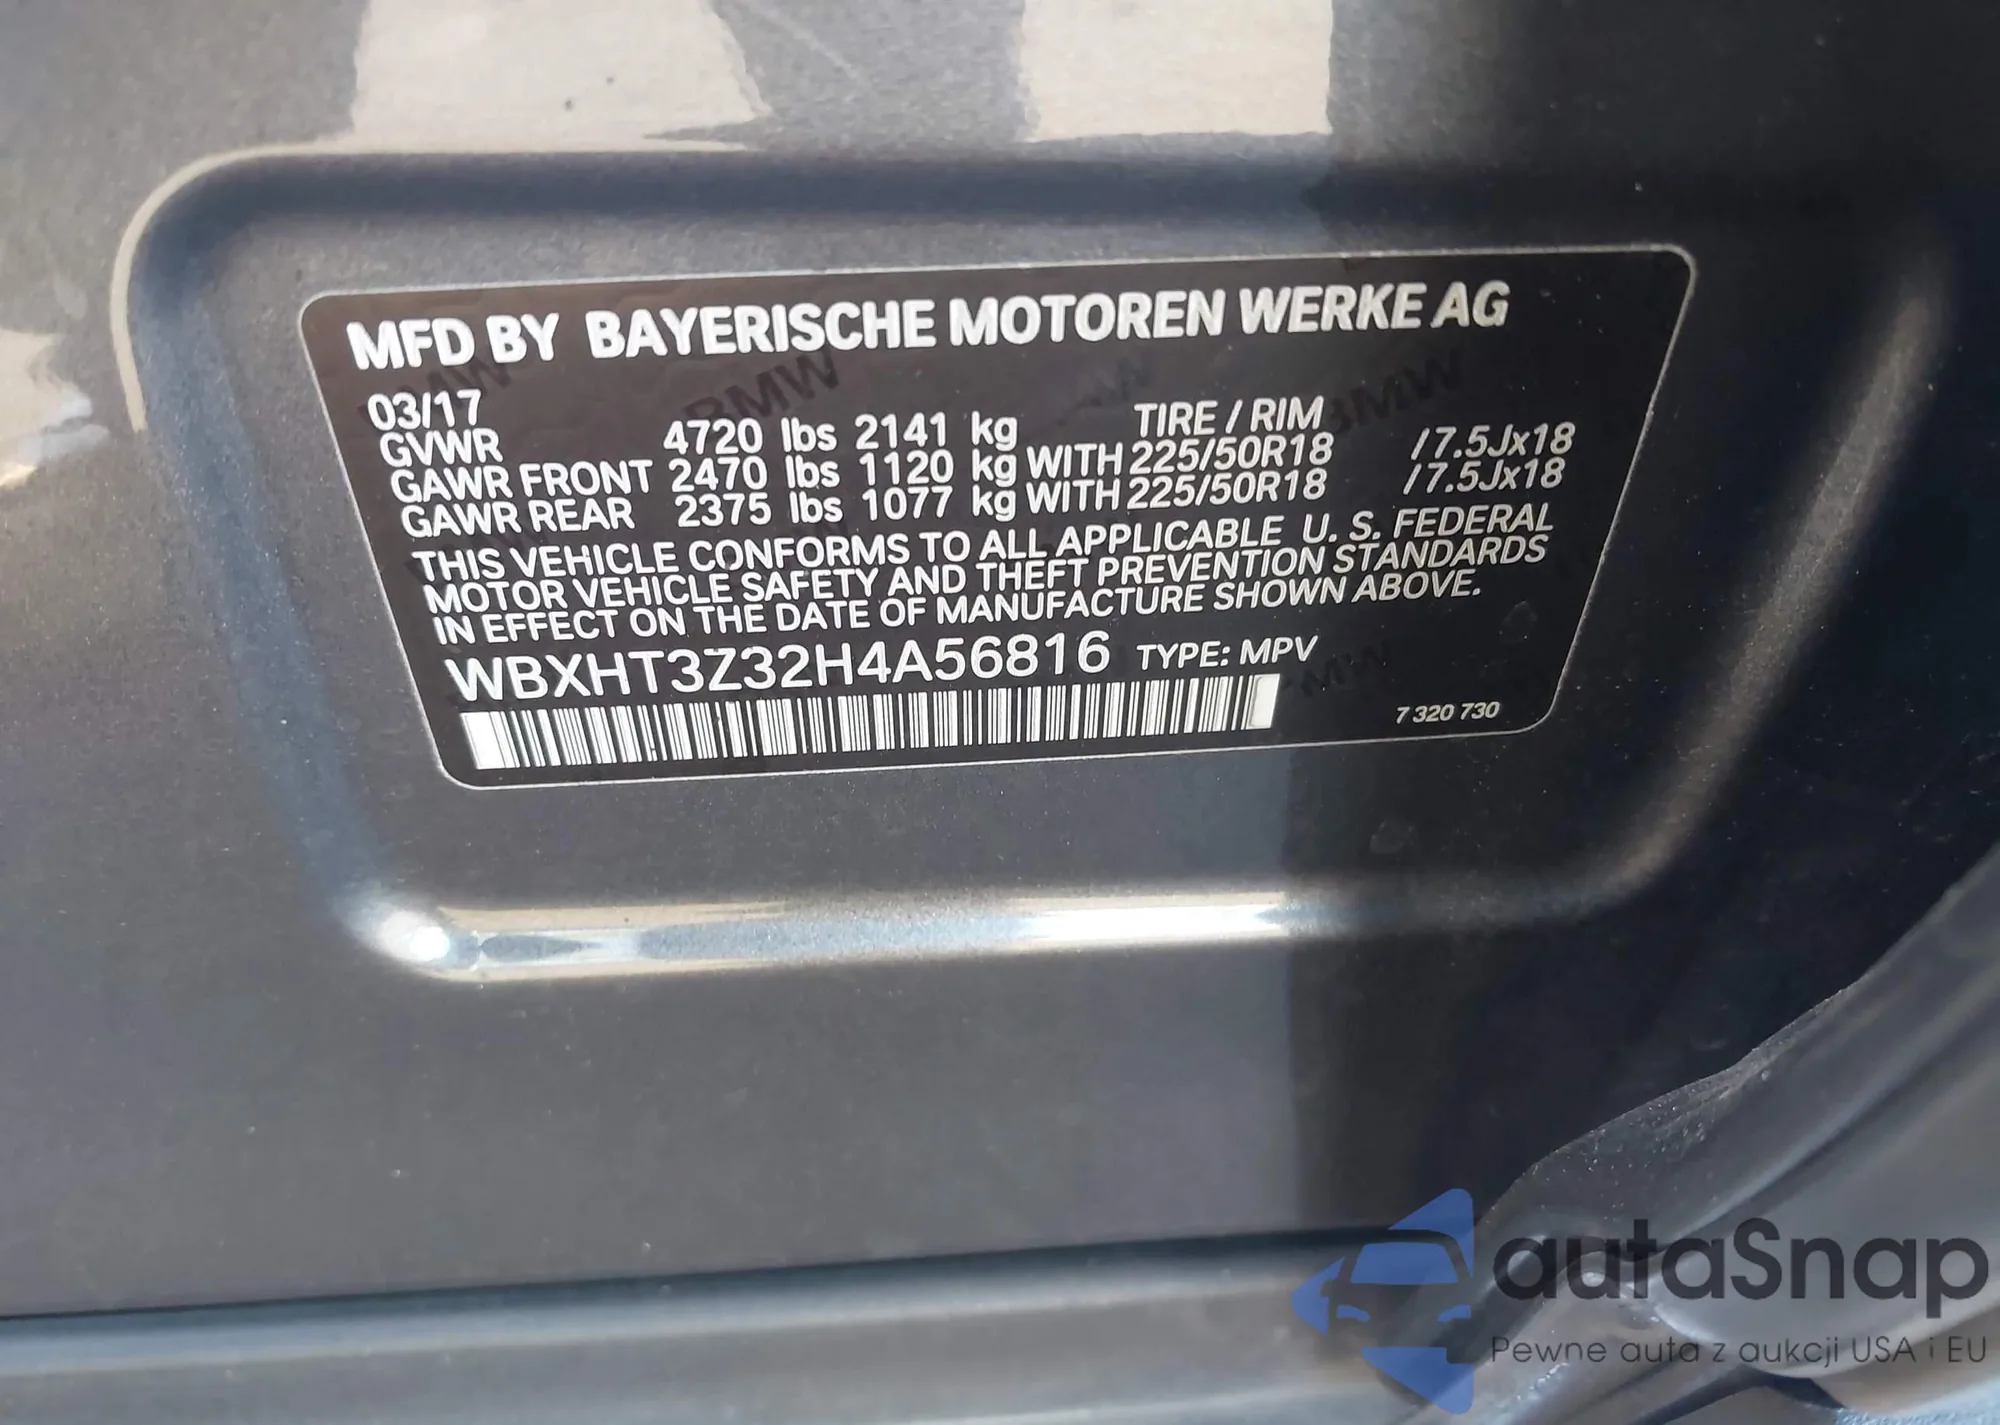 MFD BY BAYERISCHE MOTOREN WERKE AG
03/17 TIRE / RIM
GVWR 4720 lbs 2141 kg
GAWR FRONT 2470 lbs 1120 kg WITH 225/50R18 /7.5Jx18
GAWR REAR 2375 lbs 1077 kg WITH 225/50R18 /7.5Jx18
THIS VEHICLE CONFORMS TO ALL APPLICABLE U. S. FEDERAL
MOTOR VEHICLE SAFETY AND THEFT PREVENTION STANDARDS
IN EFFECT ON THE DATE OF MANUFACTURE SHOWN ABOVE.
WBXHT3Z32H4A56816 TYPE: MPV
7 320 730
autaSnap
Pewne auta z aukcji USA i EU